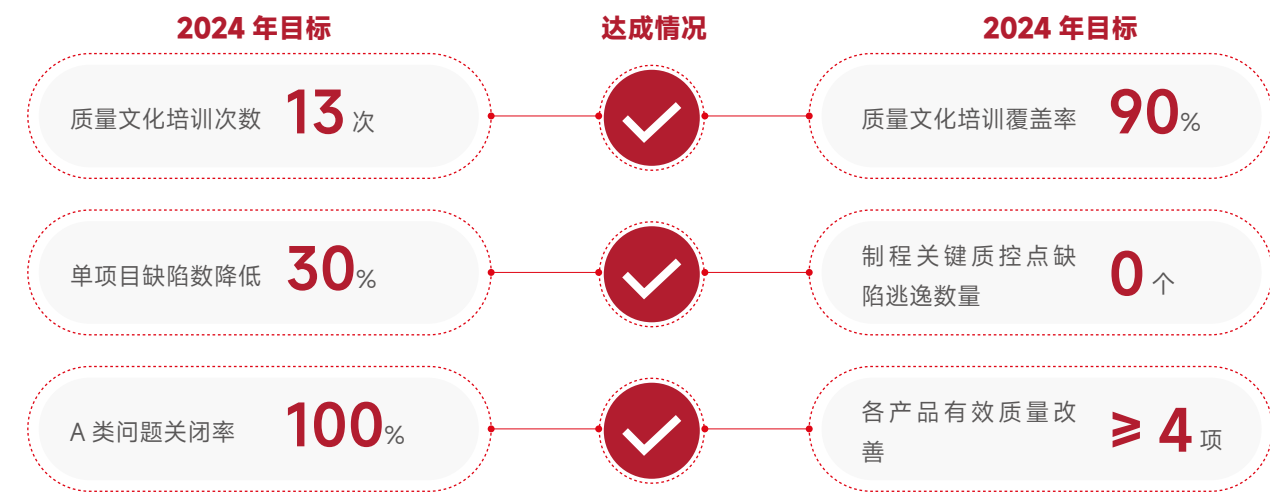 2024 年目标 达成情况 2024 年目标
质量文化培训次数 13 次 质量文化培训覆盖率 90%
单项目缺陷数降低 30% 制程关键质控点缺
陷逃逸数量 0 个
A 类问题关闭率 100% 各产品有效质量改
善 ≥ 4 项